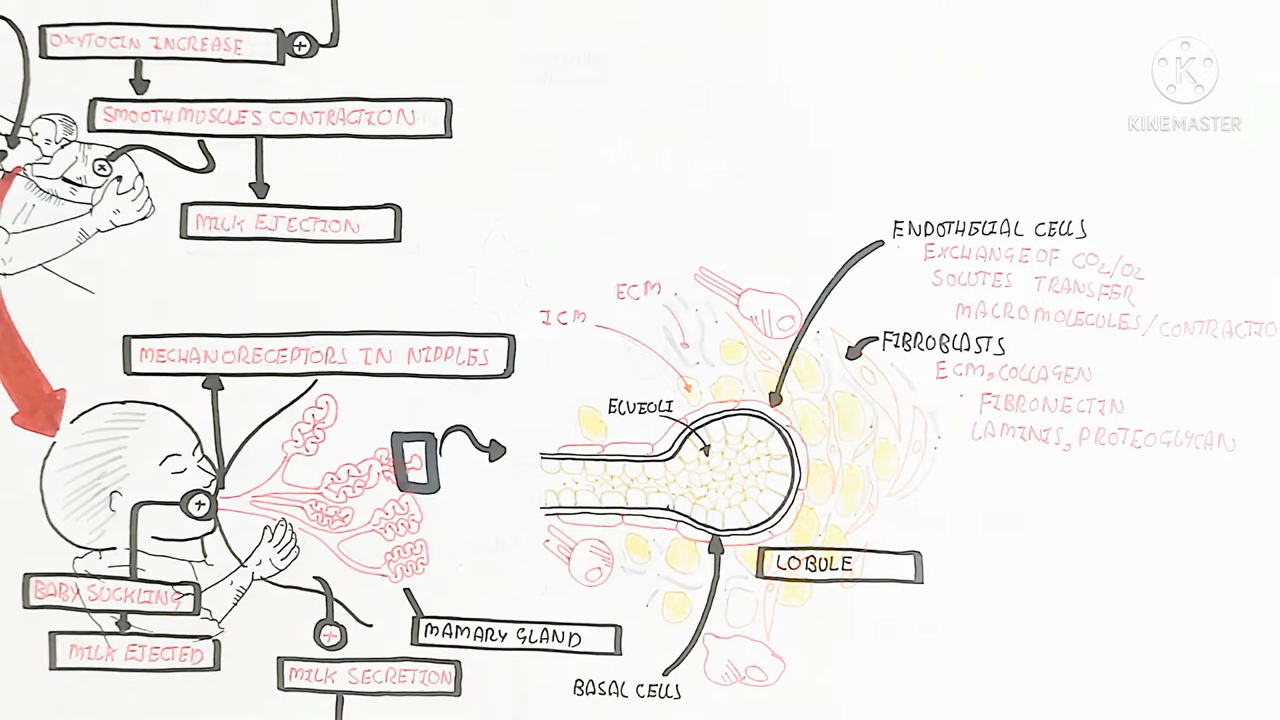 OXYTOCIN INCREASE
SMOOTH MUSCLES CONTRACTION
MILK EJECTION
KINEMASTER
ENDOTHELIAL CELLS
EXCHANGE OF CO2/O2
SOLUTES TRANSFER
MACROMOLECULES/CONTRACTIO
FIBROBLASTS
ECM, COLLAGEN
FIBRONECTIN
LAMINIS, PROTEOGLYCAN
ECM
ICM
ELVEOLI
MECHANORECEPTORS IN NIPPLES
LOBULE
BABY SUCKLING
MILK EJECTED
MAMARY GLAND
MILK SECRETION
BASAL CELLS